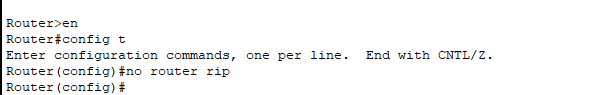 Router>en
Router#config t
Enter configuration commands, one per line.  End with CNTL/Z.
Router(config)#no router rip
Router(config)#